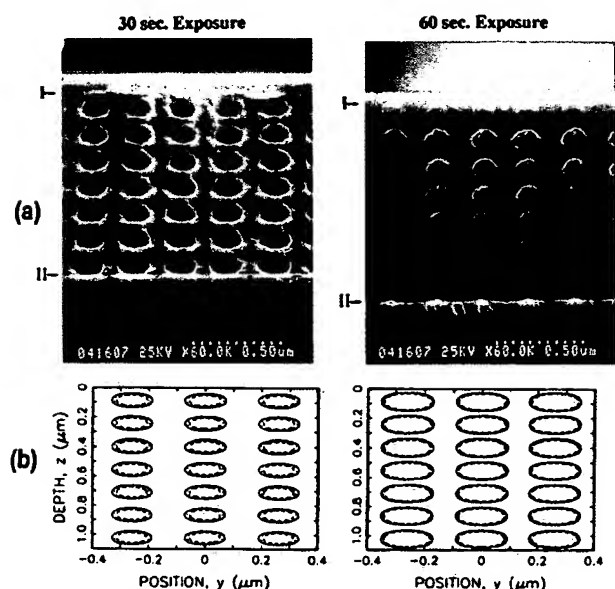 30 sec. Exposure
60 sec. Exposure
I
I
(a)
II
II
041607 25KV X60.0K 0.50um
041607 25KV X60.0K 0.50um
(b)
0
0.2
0.4
0.6
0.8
1.0
DEPTH, z (μm)
0
0.2
0.4
0.6
0.8
1.0
-0.4 -0.2 0 0.2 0.4
-0.4 -0.2 0 0.2 0.4
POSITION, y (μm)
POSITION, y (μm)